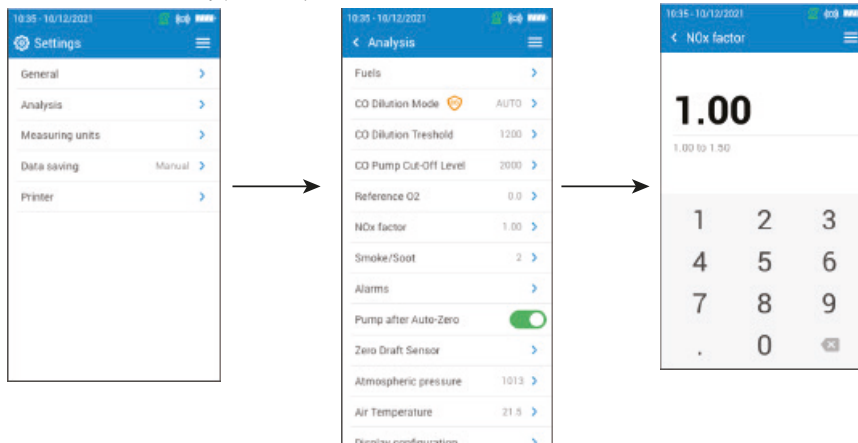 10:35 - 10/12/2021
Settings
General
Analysis
Measuring units
Data saving Manual
Printer
10:35 - 10/12/2021
Analysis
Fuels
CO Dilution Mode AUTO
CO Dilution Treshold 1200
CO Pump Cut-Off Level 2000
Reference O2 0.0
NOx factor 1.00
Smoke/Soot 2
Alarms
Pump after Auto-Zero
Zero Draft Sensor
Atmospheric pressure 1013
Air Temperature 21.5
Display configuration
10:35 - 10/12/2021
NOx factor
1.00
1.00 to 1.50
1 2 3
4 5 6
7 8 9
. 0